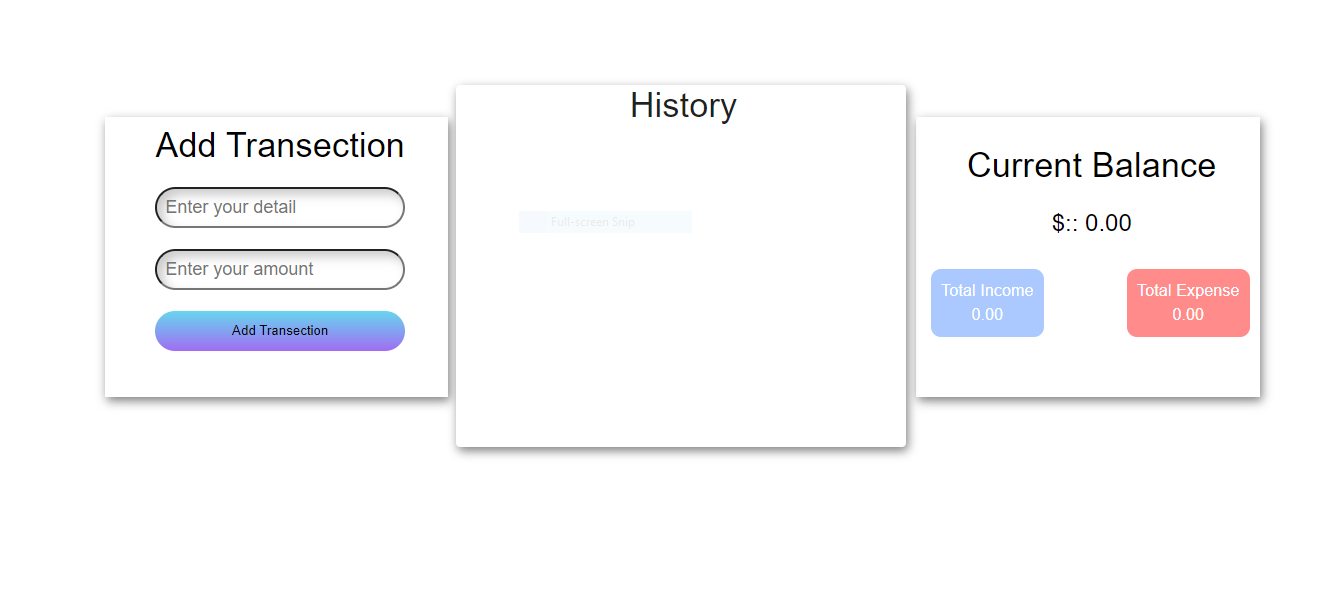 Add Transection
Enter your detail
Enter your amount
Add Transection
History
Full-screen Snip
Current Balance
$:: 0.00
Total Income
0.00
Total Expense
0.00